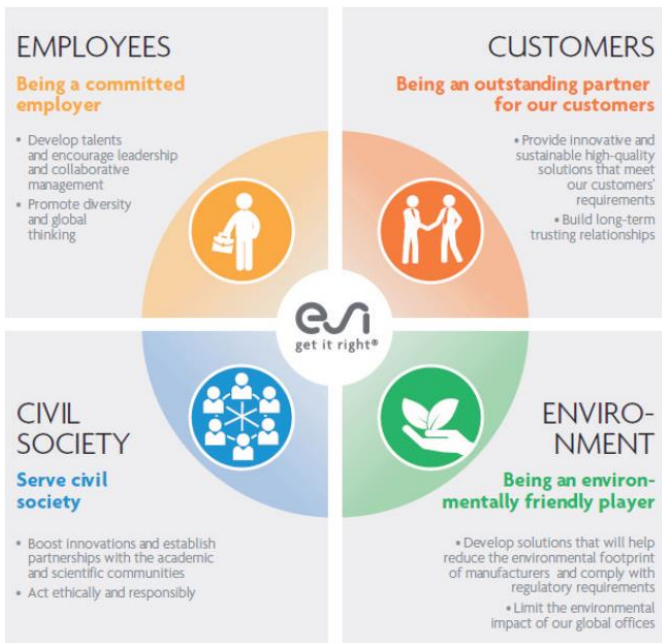 EMPLOYEES
Being a committed
employer
• Develop talents
and encourage leadership
and collaborative
management
• Promote diversity
and global
thinking
CUSTOMERS
Being an outstanding partner
for our customers
• Provide innovative and
sustainable high-quality
solutions that meet
our customers'
requirements
• Build long-term
trusting relationships
esi
get it right®
CIVIL
SOCIETY
Serve civil
society
• Boost innovations and establish
partnerships with the academic
and scientific communities
• Act ethically and responsibly
ENVIRO-
NMENT
Being an environ-
mentally friendly player
• Develop solutions that will help
reduce the environmental footprint
of manufacturers and comply with
regulatory requirements
• Limit the environmental
impact of our global offices